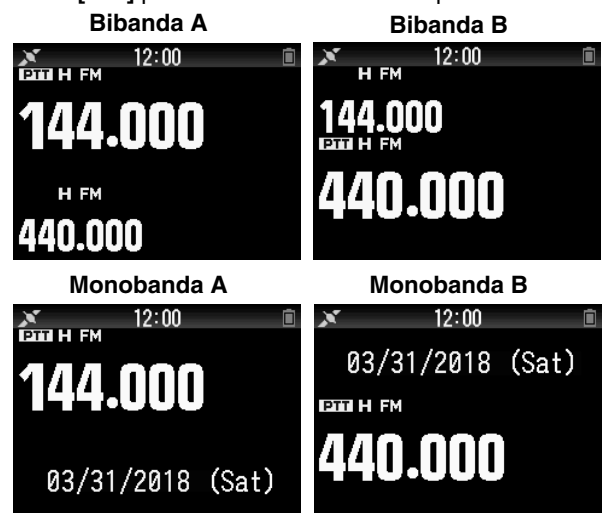 Bibanda A
12:00
PTT H FM
144.000
H FM
440.000
Bibanda B
12:00
H FM
144.000
PTT H FM
440.000
Monobanda A
12:00
PTT H FM
144.000
03/31/2018 (Sat)
Monobanda B
12:00
03/31/2018 (Sat)
PTT H FM
440.000